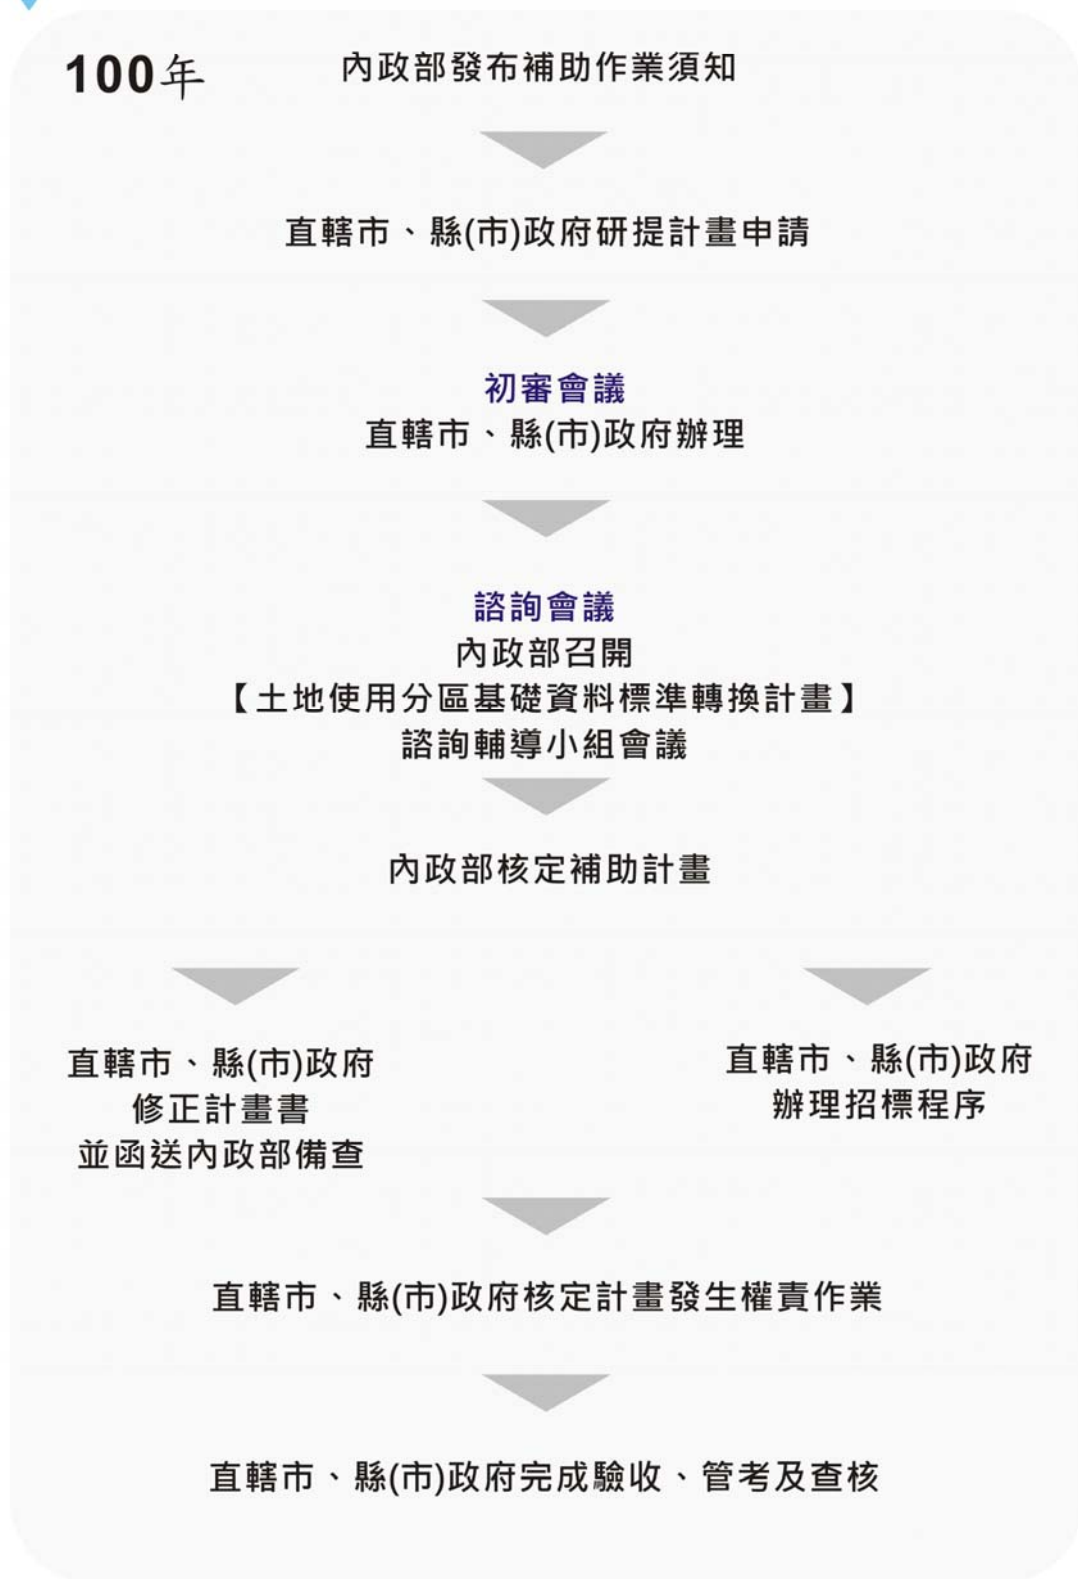 100年
內政部發布補助作業須知
直轄市、縣(市)政府研提計畫申請
初審會議
直轄市、縣(市)政府辦理
諮詢會議
內政部召開
【土地使用分區基礎資料標準轉換計畫】
諮詢輔導小組會議
內政部核定補助計畫
直轄市、縣(市)政府
修正計畫書
並函送內政部備查
直轄市、縣(市)政府
辦理招標程序
直轄市、縣(市)政府核定計畫發生權責作業
直轄市、縣(市)政府完成驗收、管考及查核